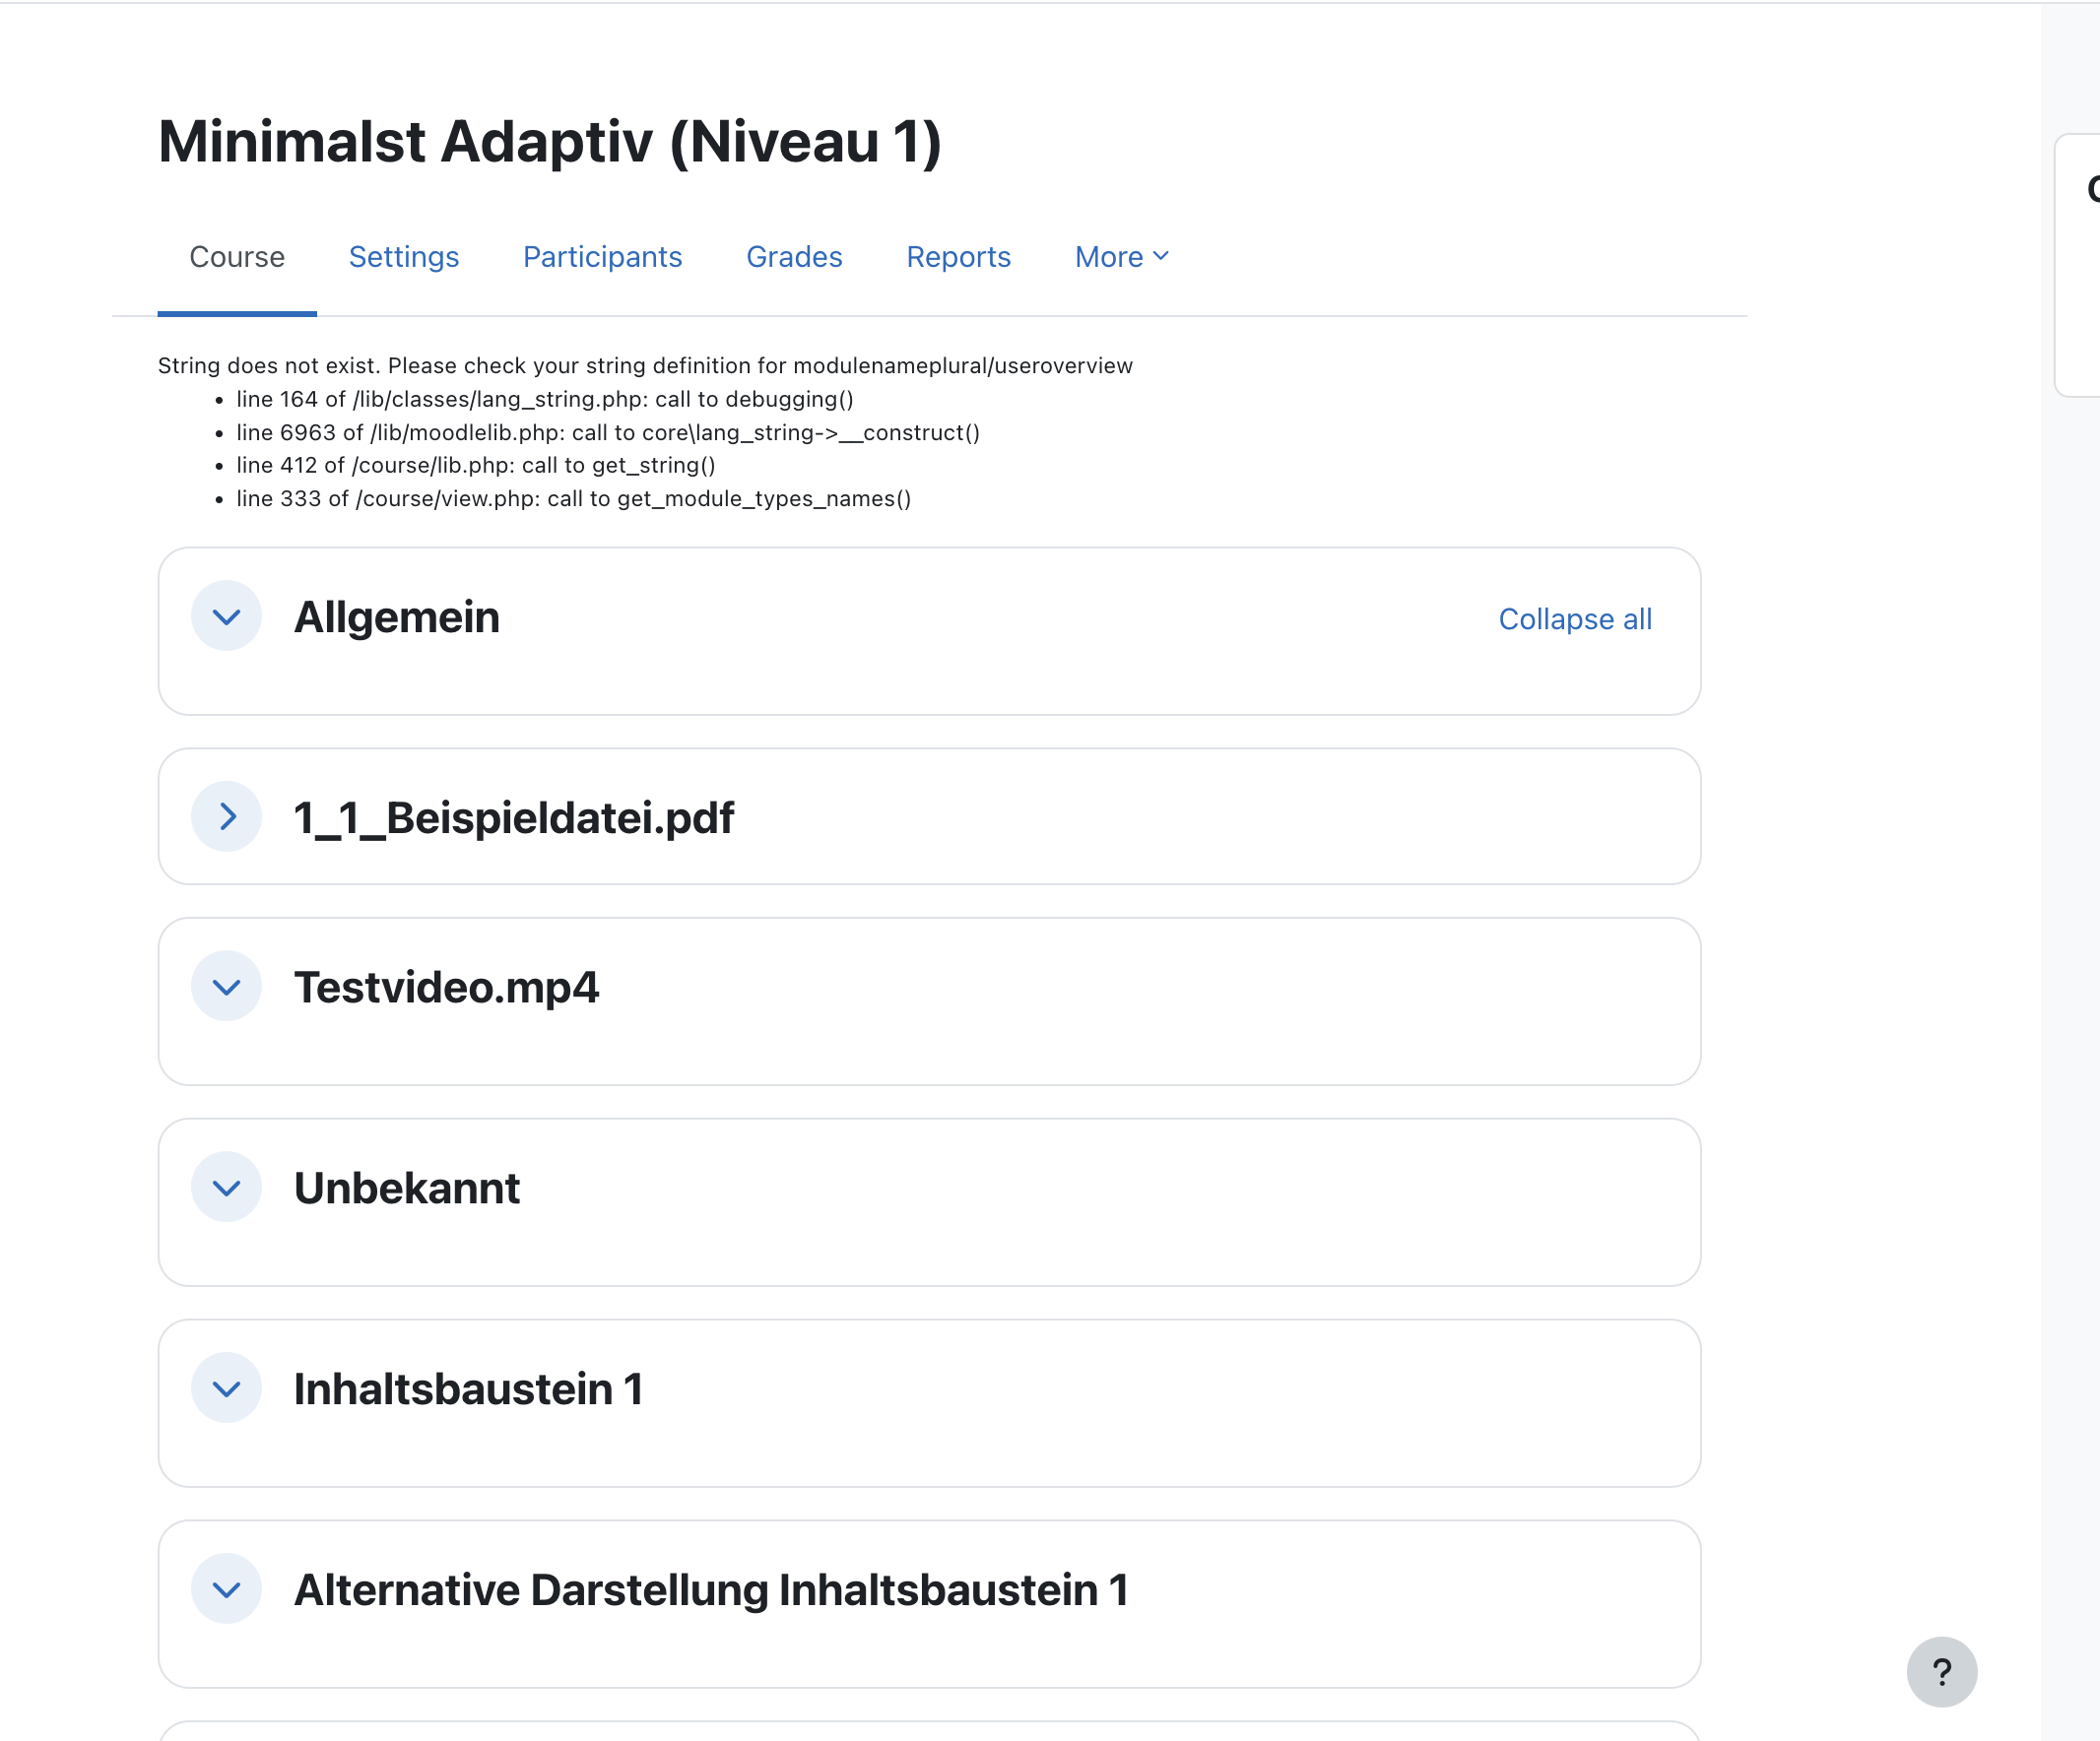 Minimalst Adaptiv (Niveau 1)
Course Settings Participants Grades Reports More
String does not exist. Please check your string definition for modulenameplural/useroverview
• line 164 of /lib/classes/lang_string.php: call to debugging()
• line 6963 of /lib/moodlelib.php: call to core\lang_string->__construct()
• line 412 of /course/lib.php: call to get_string()
• line 333 of /course/view.php: call to get_module_types_names()
Allgemein
Collapse all
1_1_Beispieldatei.pdf
Testvideo.mp4
Unbekannt
Inhaltsbaustein 1
Alternative Darstellung Inhaltsbaustein 1
?